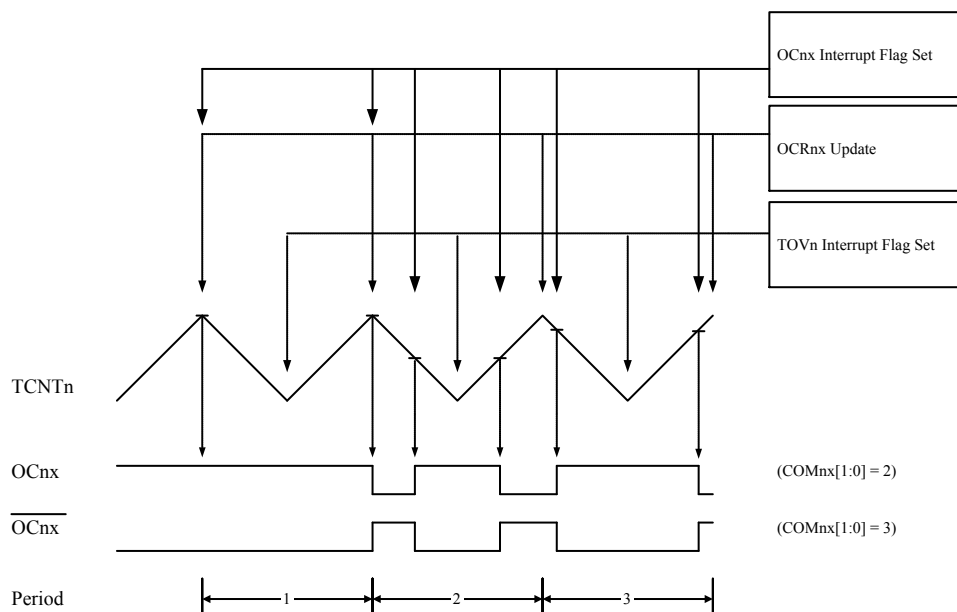 OCnx Interrupt Flag Set
OCRnx Update
TOVn Interrupt Flag Set
TCNTn
OCnx (COMnx[1:0] = 2)
OCnx (COMnx[1:0] = 3)
Period 1 2 3